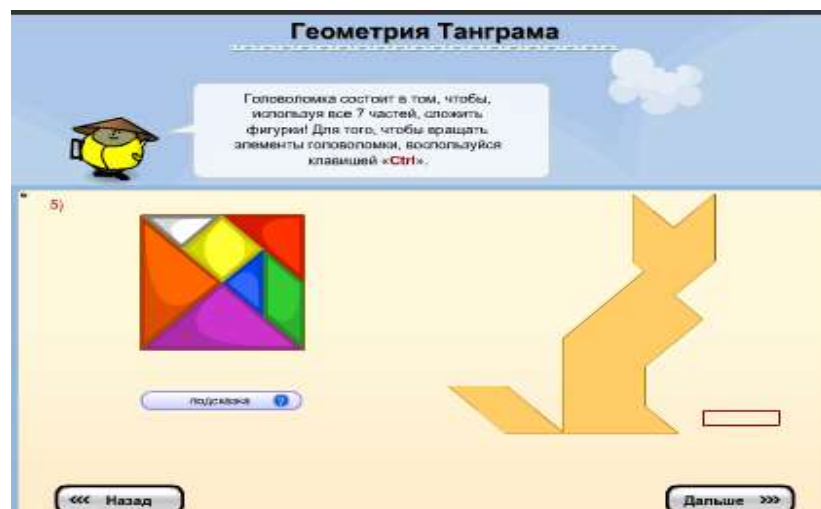 Геометрия Танграма
Головоломка состоит в том, чтобы,
используя все 7 частей, сложить
фигурки! Для того, чтобы вращать
элементы головоломки, воспользуйся
клавишей «Ctrl».
5)
подсказка ?
<<< Назад
Дальше >>>